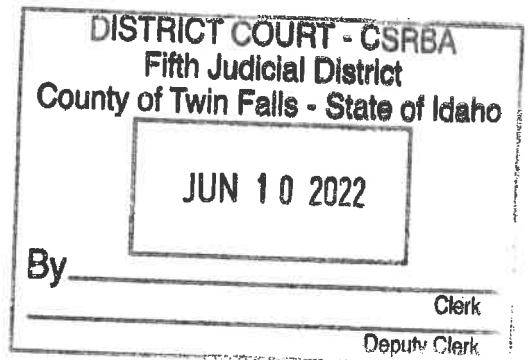 DISTRICT COURT - CSRBA
Fifth Judicial District
County of Twin Falls - State of Idaho
JUN 10 2022
By
Clerk
Deputy Clerk